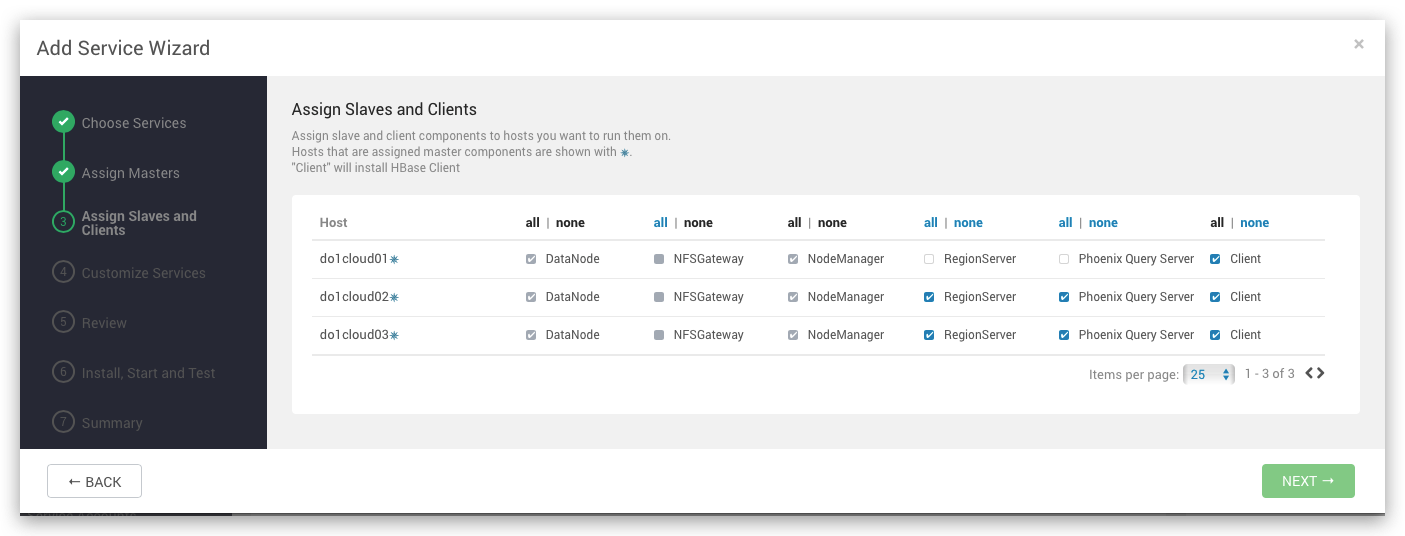 Add Service Wizard
×
Choose Services
Assign Masters
3 Assign Slaves and
Clients
4 Customize Services
5 Review
6 Install, Start and Test
7 Summary
Assign Slaves and Clients
Assign slave and client components to hosts you want to run them on.
Hosts that are assigned master components are shown with ✷.
"Client" will install HBase Client
Host all | none all | none all | none all | none all | none all | none
do1cloud01✷ DataNode NFSGateway NodeManager RegionServer Phoenix Query Server Client
do1cloud02✷ DataNode NFSGateway NodeManager RegionServer Phoenix Query Server Client
do1cloud03✷ DataNode NFSGateway NodeManager RegionServer Phoenix Query Server Client
Items per page: 25 1 - 3 of 3
← BACK
NEXT →